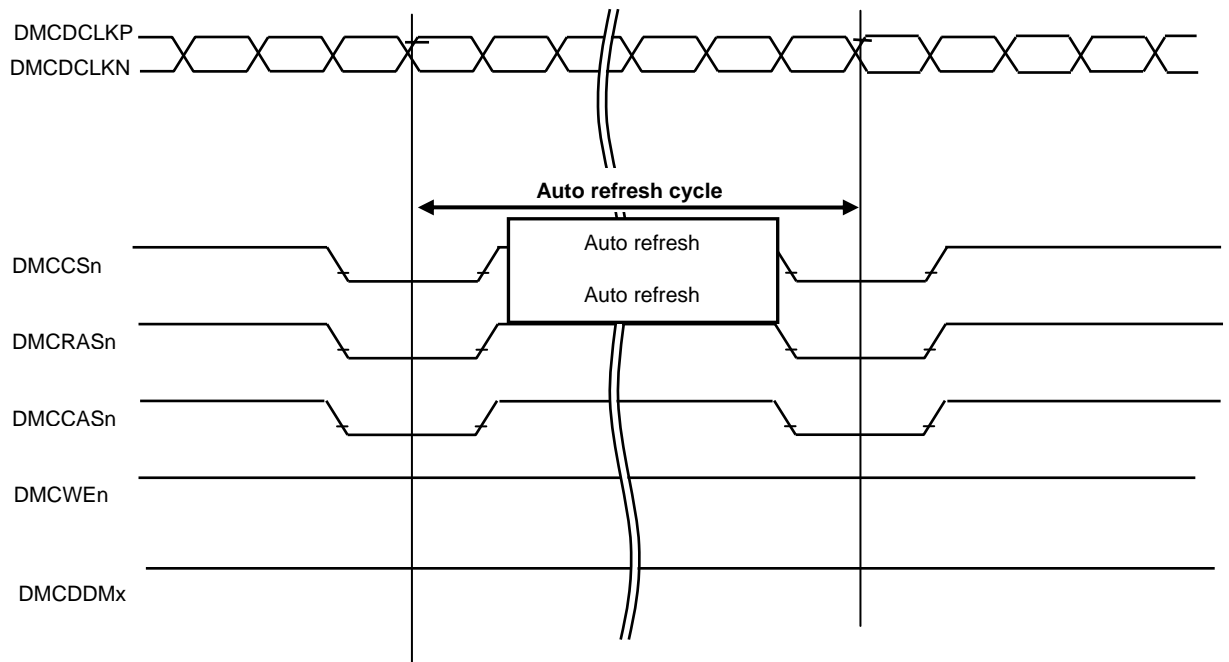 DMCDCLKP
DMCDCLKN
Auto refresh cycle
Auto refresh
DMCCSn
Auto refresh
DMCRASn
DMCCASn
DMCWEn
DMCDDMx